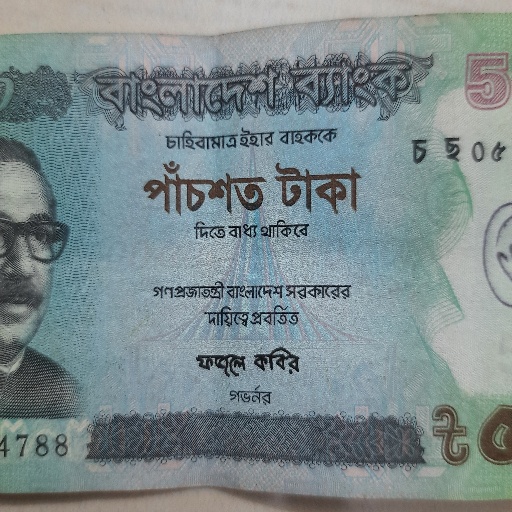 বাংলাদেশ ব্যাংক
5
চাহিবামাত্র ইহার বাহককে
চ ছ ০৫
পাঁচশত টাকা
দিতে বাধ্য থাকিবে
গণপ্রজাতন্ত্রী বাংলাদেশ সরকারের
দায়িত্বে প্রবর্তিত
ফজলে কবির
গভর্নর
4788
৳৫